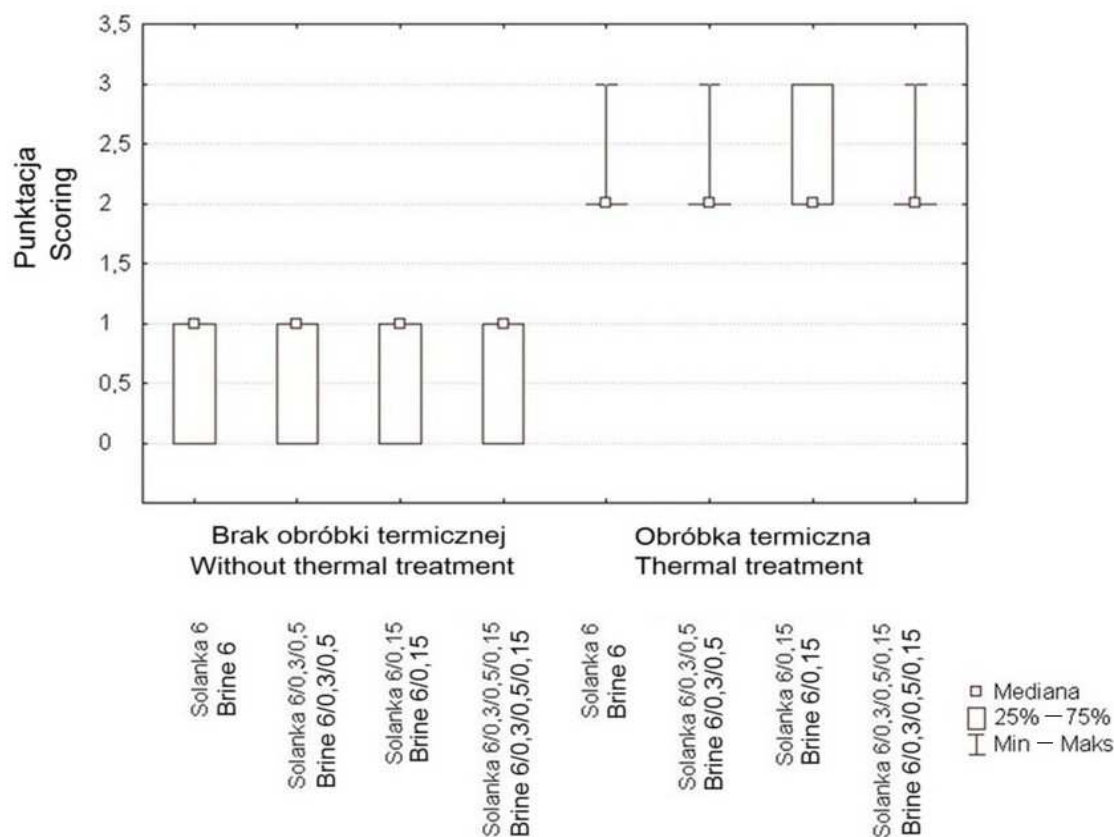 Punktacja
Scoring
3,5
3
2,5
2
1,5
1
0,5
0
Brak obróbki termicznej
Without thermal treatment
Obróbka termiczna
Thermal treatment
Solanka 6
Brine 6
Solanka 6/0,3/0,5
Brine 6/0,3/0,5
Solanka 6/0,15
Brine 6/0,15
Solanka 6/0,3/0,5/0,15
Brine 6/0,3/0,5/0,15
Solanka 6
Brine 6
Solanka 6/0,3/0,5
Brine 6/0,3/0,5
Solanka 6/0,15
Brine 6/0,15
Solanka 6/0,3/0,5/0,15
Brine 6/0,3/0,5/0,15
Mediana
25% – 75%
Min – Maks